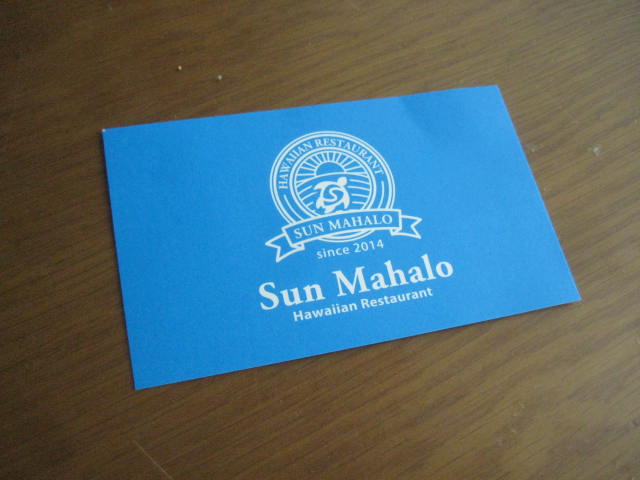 HAWAIIAN RESTAURANT
SUN MAHALO
since 2014
Sun Mahalo
Hawaiian Restaurant